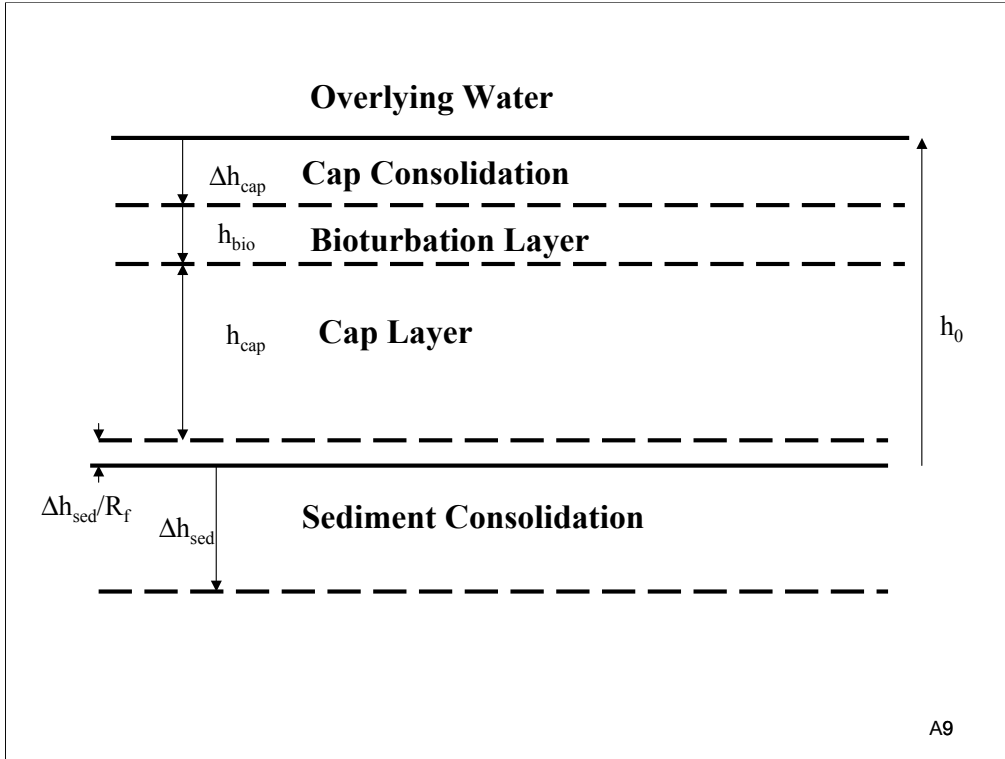 Overlying Water
Δh_cap Cap Consolidation
h_bio Bioturbation Layer
h_cap Cap Layer
h_0
Δh_sed/R_f
Δh_sed Sediment Consolidation
A9